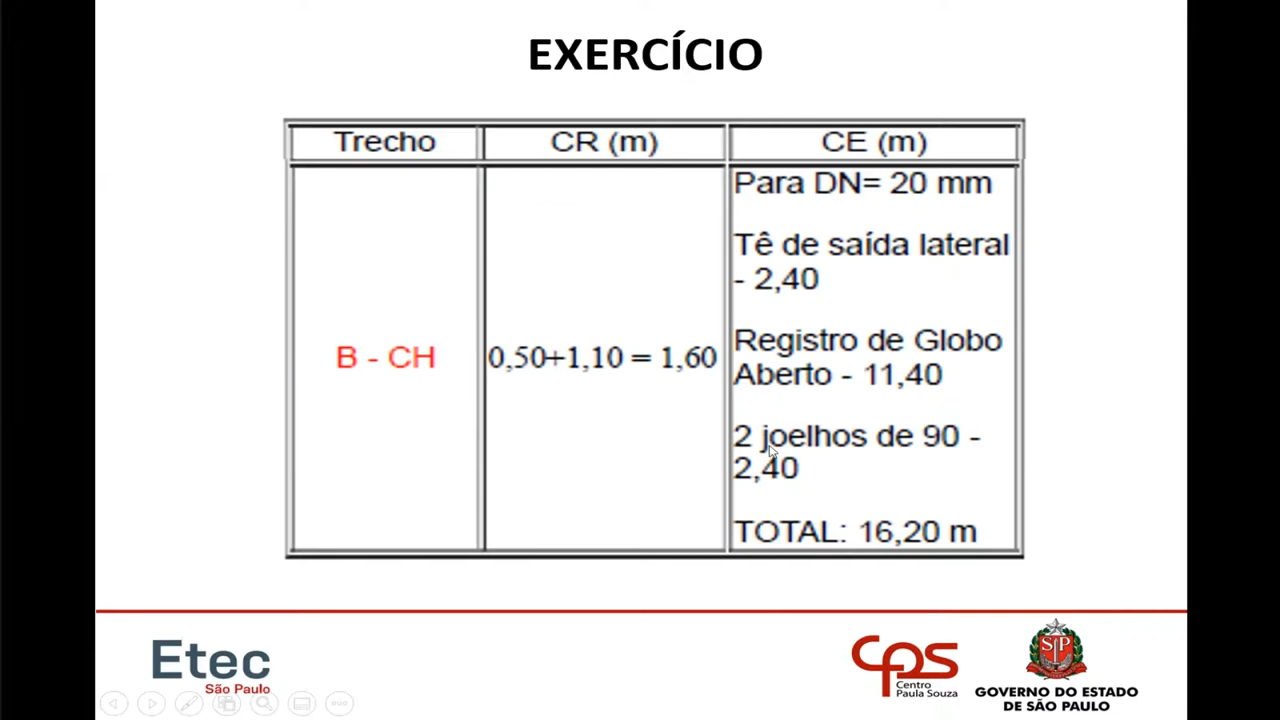 EXERCÍCIO
Trecho
CR (m)
CE (m)
B - CH
0,50+1,10 = 1,60
Para DN= 20 mm
Tê de saída lateral
- 2,40
Registro de Globo
Aberto - 11,40
2 joelhos de 90 -
2,40
TOTAL: 16,20 m
Etec
São Paulo
CPS
Centro
Paula Souza
SP
GOVERNO DO ESTADO
DE SÃO PAULO